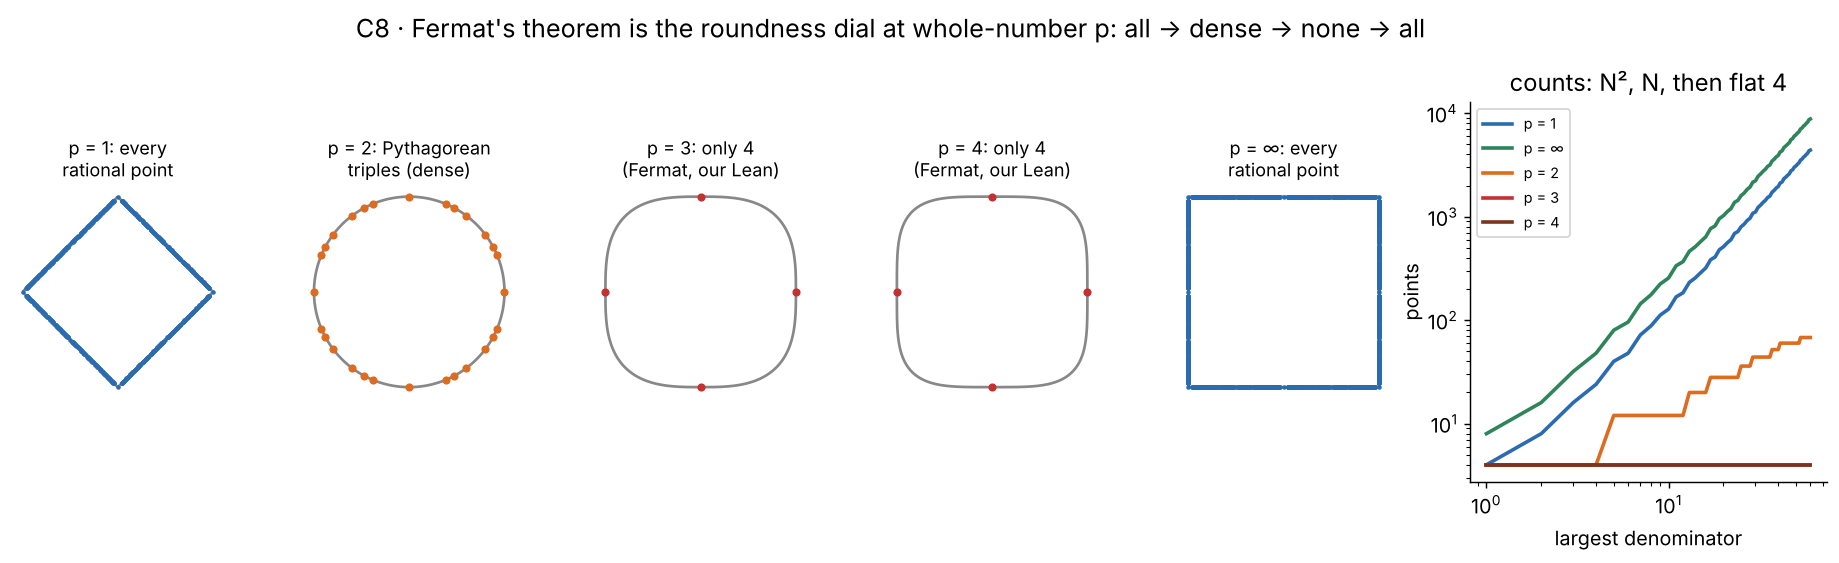 C8 · Fermat's theorem is the roundness dial at whole-number p: all → dense → none → all
p = 1: every
rational point
p = 2: Pythagorean
triples (dense)
p = 3: only 4
(Fermat, our Lean)
p = 4: only 4
(Fermat, our Lean)
p = ∞: every
rational point
counts: N², N, then flat 4
p = 1
p = ∞
p = 2
p = 3
p = 4
points
10⁴
10³
10²
10¹
10⁰
10¹
largest denominator